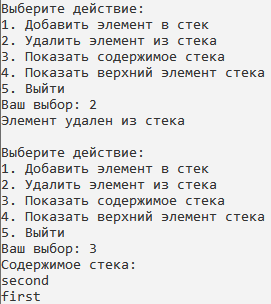 Выберите действие:
1. Добавить элемент в стек
2. Удалить элемент из стека
3. Показать содержимое стека
4. Показать верхний элемент стека
5. Выйти
Ваш выбор: 2
Элемент удален из стека

Выберите действие:
1. Добавить элемент в стек
2. Удалить элемент из стека
3. Показать содержимое стека
4. Показать верхний элемент стека
5. Выйти
Ваш выбор: 3
Содержимое стека:
second
first